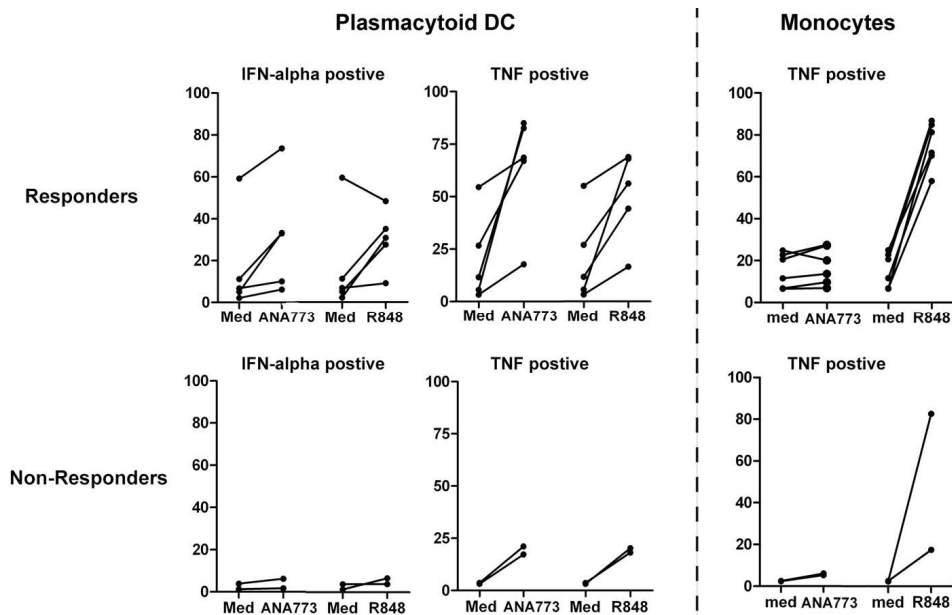 Plasmacytoid DC
Monocytes
Responders
IFN-alpha postive
100
80
60
40
20
0
Med ANA773 Med R848
TNF postive
100
75
50
25
0
Med ANA773 Med R848
TNF postive
100
80
60
40
20
0
med ANA773 med R848
Non-Responders
IFN-alpha postive
100
80
60
40
20
0
Med ANA773 Med R848
TNF postive
100
75
50
25
0
Med ANA773 Med R848
TNF postive
100
80
60
40
20
0
med ANA773 med R848